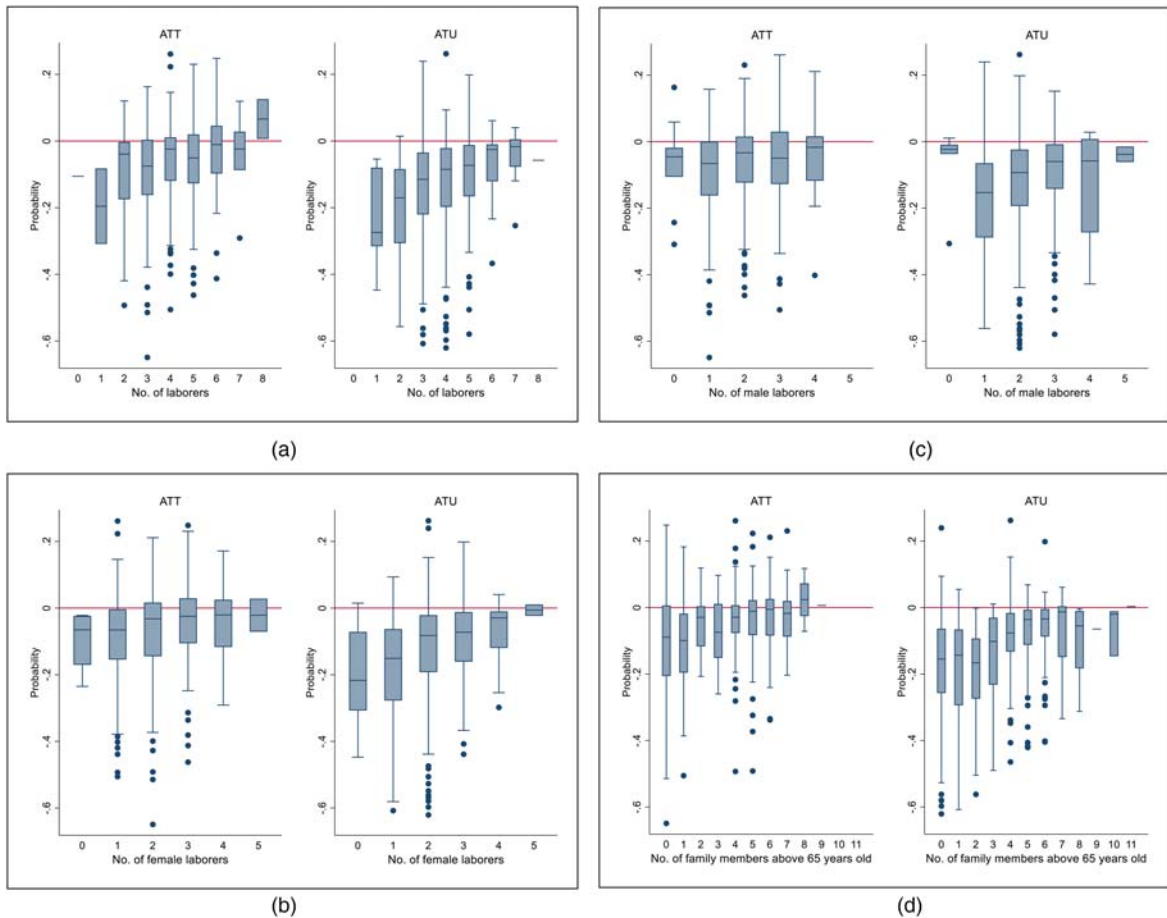 ATT ATU
Probability
.2
0
-.2
-.4
-.6
0 1 2 3 4 5 6 7 8
No. of laborers
Probability
.2
0
-.2
-.4
-.6
0 1 2 3 4 5 6 7 8
No. of laborers
(a)
ATT ATU
Probability
.2
0
-.2
-.4
-.6
0 1 2 3 4 5
No. of male laborers
Probability
.2
0
-.2
-.4
-.6
0 1 2 3 4 5
No. of male laborers
(c)
ATT ATU
Probability
.2
0
-.2
-.4
-.6
0 1 2 3 4 5
No. of female laborers
Probability
.2
0
-.2
-.4
-.6
0 1 2 3 4 5
No. of female laborers
(b)
ATT ATU
Probability
.2
0
-.2
-.4
-.6
0 1 2 3 4 5 6 7 8 9 10 11
No. of family members above 65 years old
Probability
.2
0
-.2
-.4
-.6
0 1 2 3 4 5 6 7 8 9 10 11
No. of family members above 65 years old
(d)